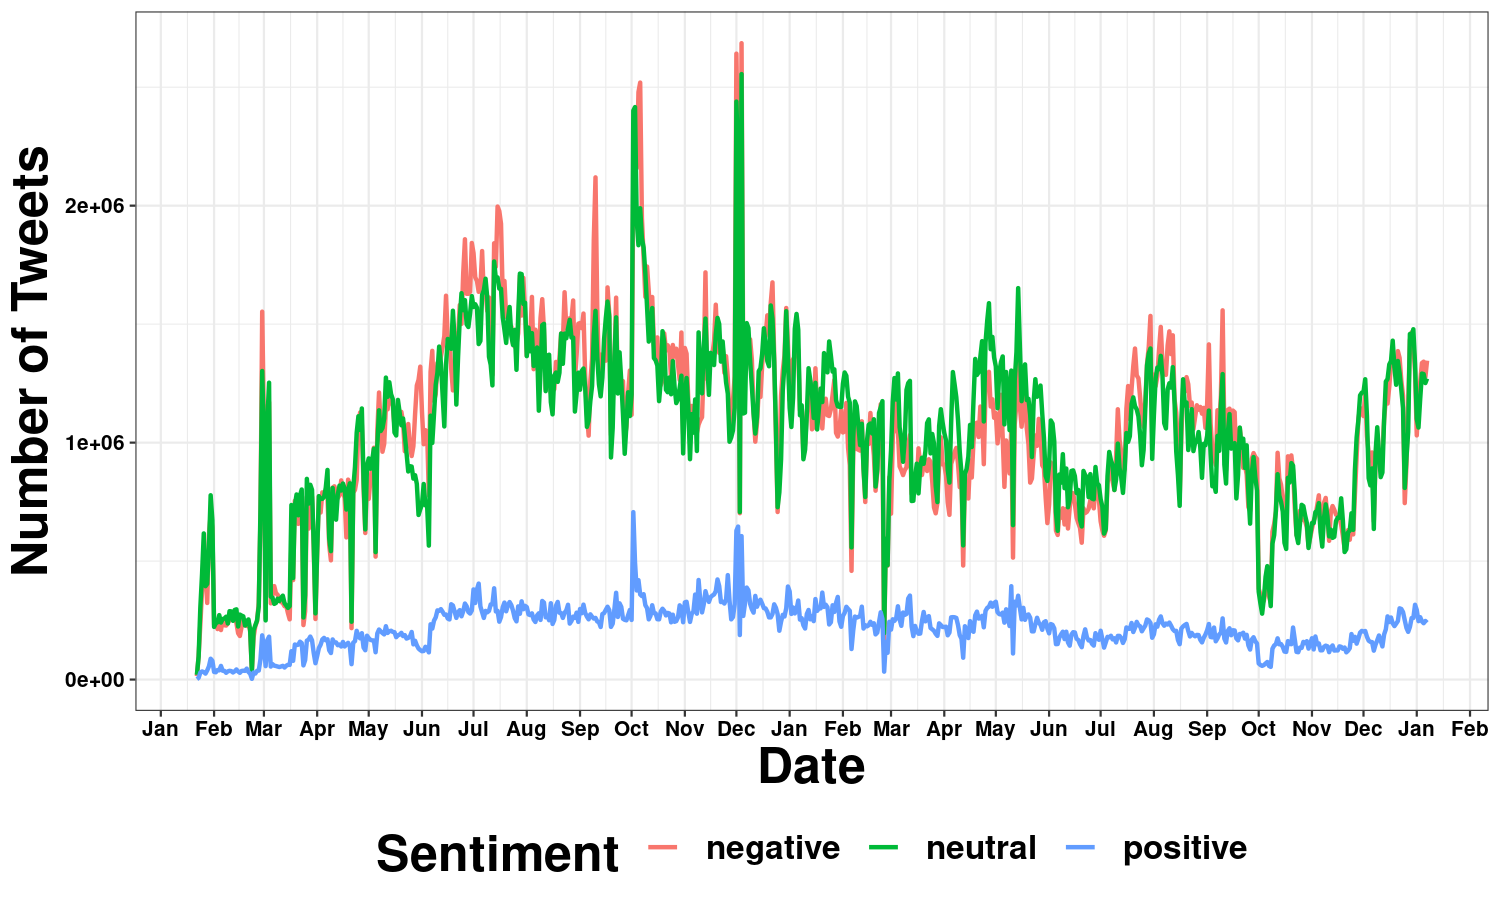 Number of Tweets
2e+06
1e+06
0e+00
Jan Feb Mar Apr May Jun Jul Aug Sep Oct Nov Dec Jan Feb Mar Apr May Jun Jul Aug Sep Oct Nov Dec Jan Feb
Date
Sentiment negative neutral positive